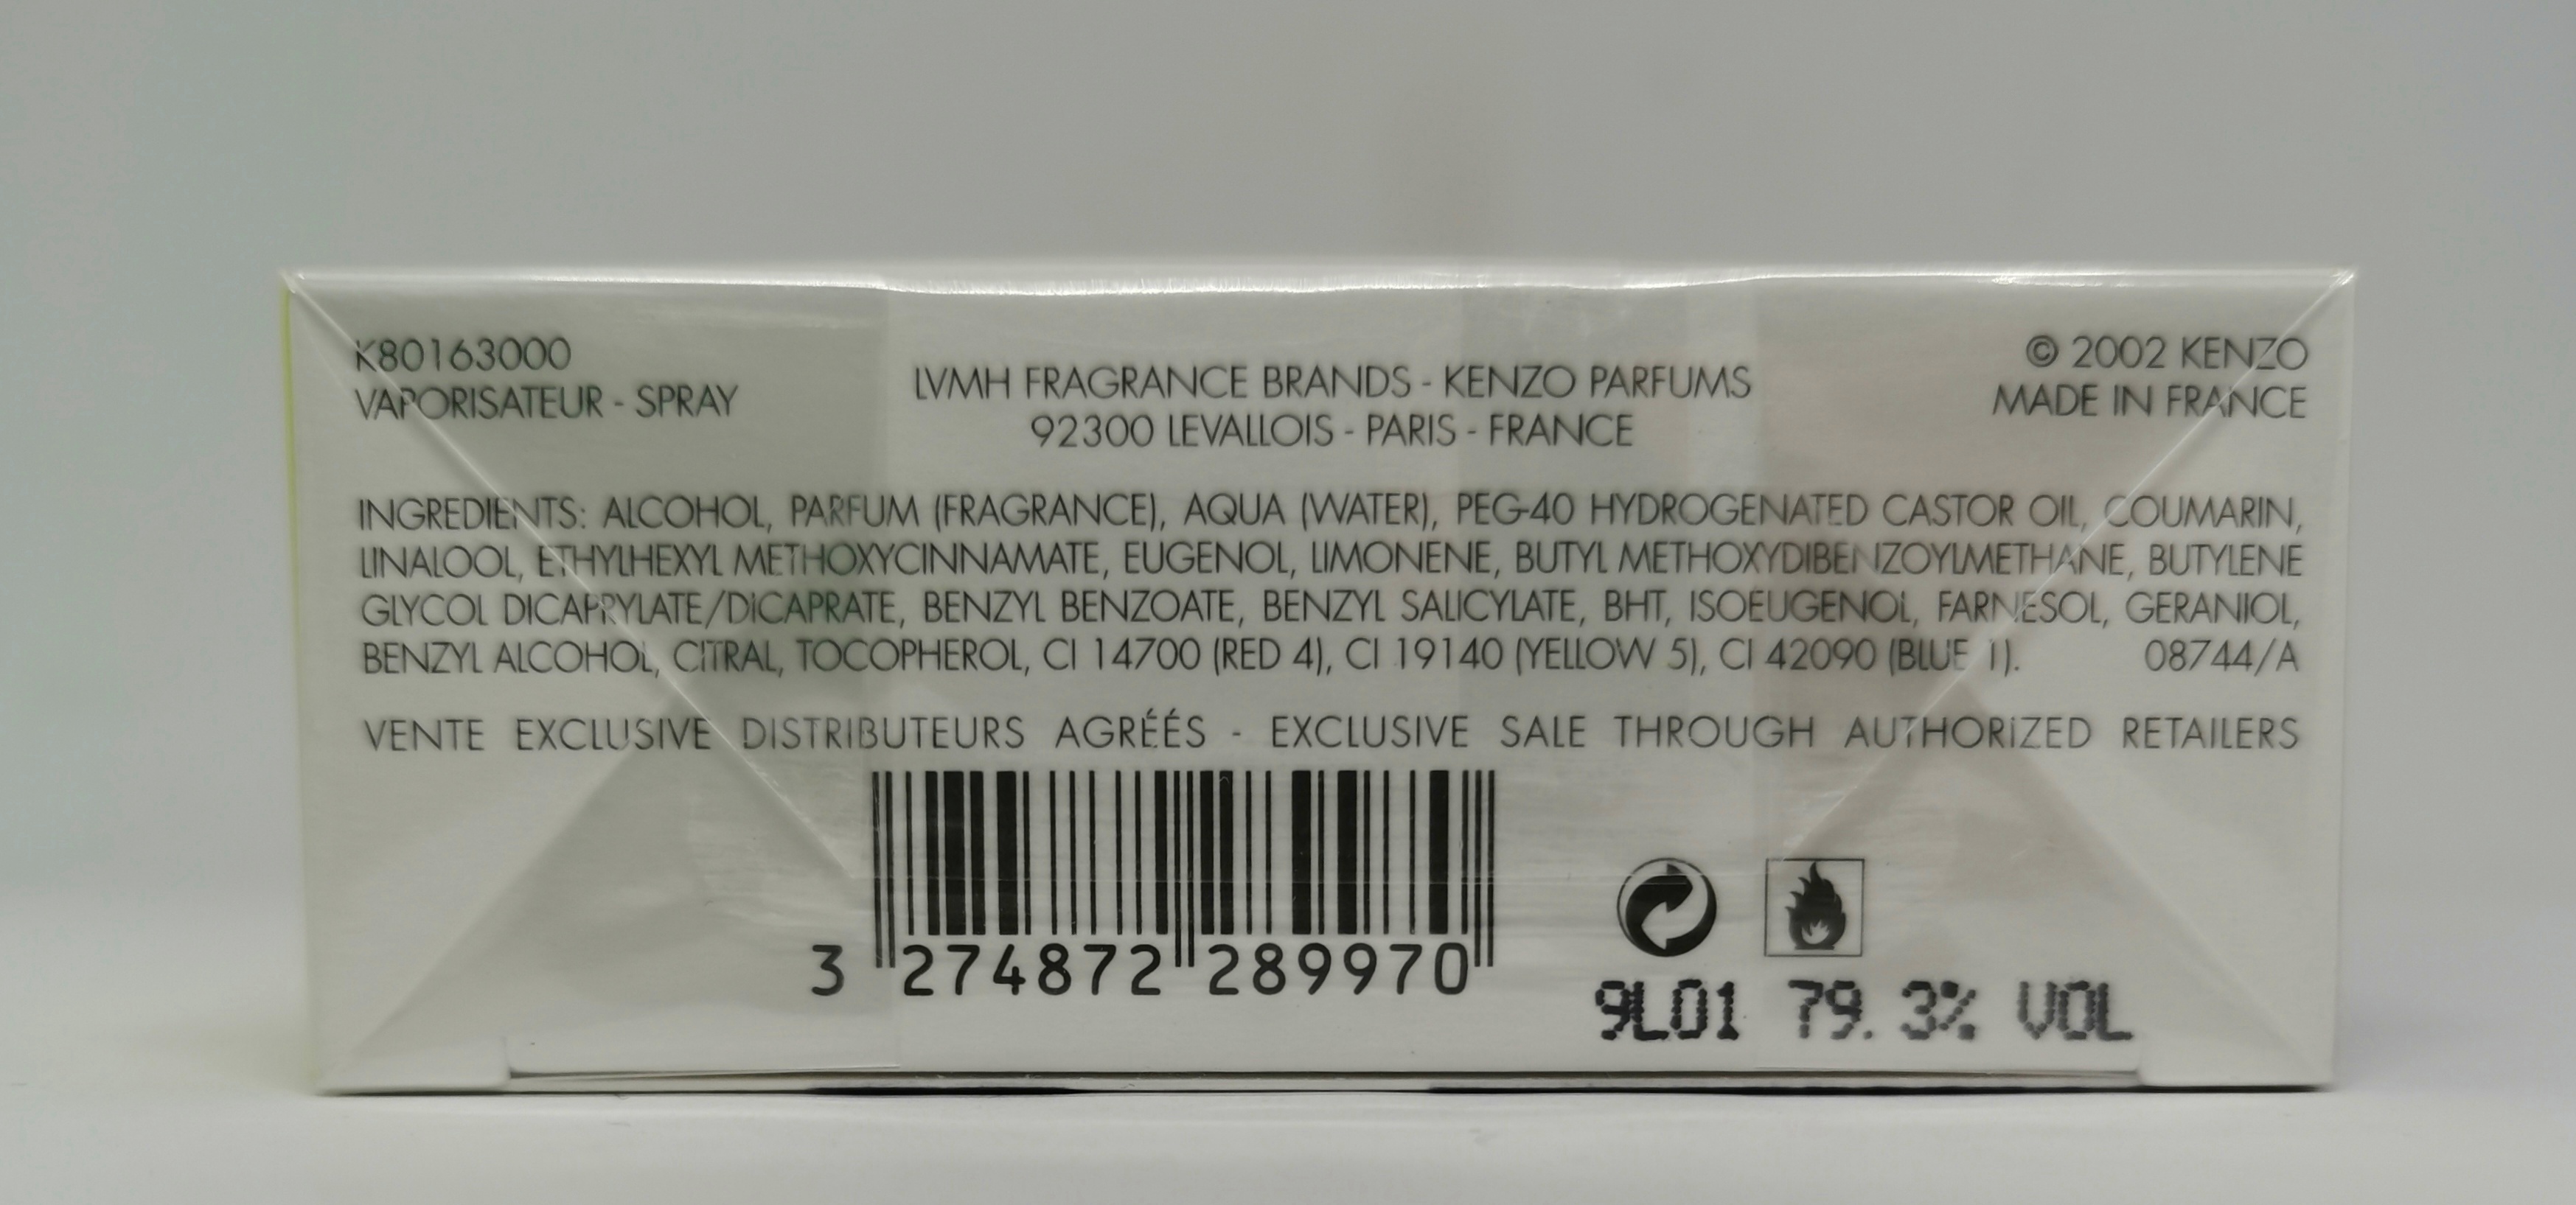 K80163000
VAPORISATEUR - SPRAY
LVMH FRAGRANCE BRANDS - KENZO PARFUMS
92300 LEVALLOIS - PARIS - FRANCE
© 2002 KENZO
MADE IN FRANCE
INGREDIENTS: ALCOHOL, PARFUM (FRAGRANCE), AQUA (WATER), PEG-40 HYDROGENATED CASTOR OIL, COUMARIN,
LINALOOL, ETHYLHEXYL METHOXYCINNAMATE, EUGENOL, LIMONENE, BUTYL METHOXYDIBENZOYLMETHANE, BUTYLENE
GLYCOL DICAPRYLATE/DICAPRATE, BENZYL BENZOATE, BENZYL SALICYLATE, BHT, ISOEUGENOL, FARNESOL, GERANIOL,
BENZYL ALCOHOL, CITRAL, TOCOPHEROL, CI 14700 (RED 4), CI 19140 (YELLOW 5), CI 42090 (BLUE 1). 08744/A
VENTE EXCLUSIVE DISTRIBUTEURS AGRÉÉS - EXCLUSIVE SALE THROUGH AUTHORIZED RETAILERS
3 274872 289970
9L01 79.3% VOL